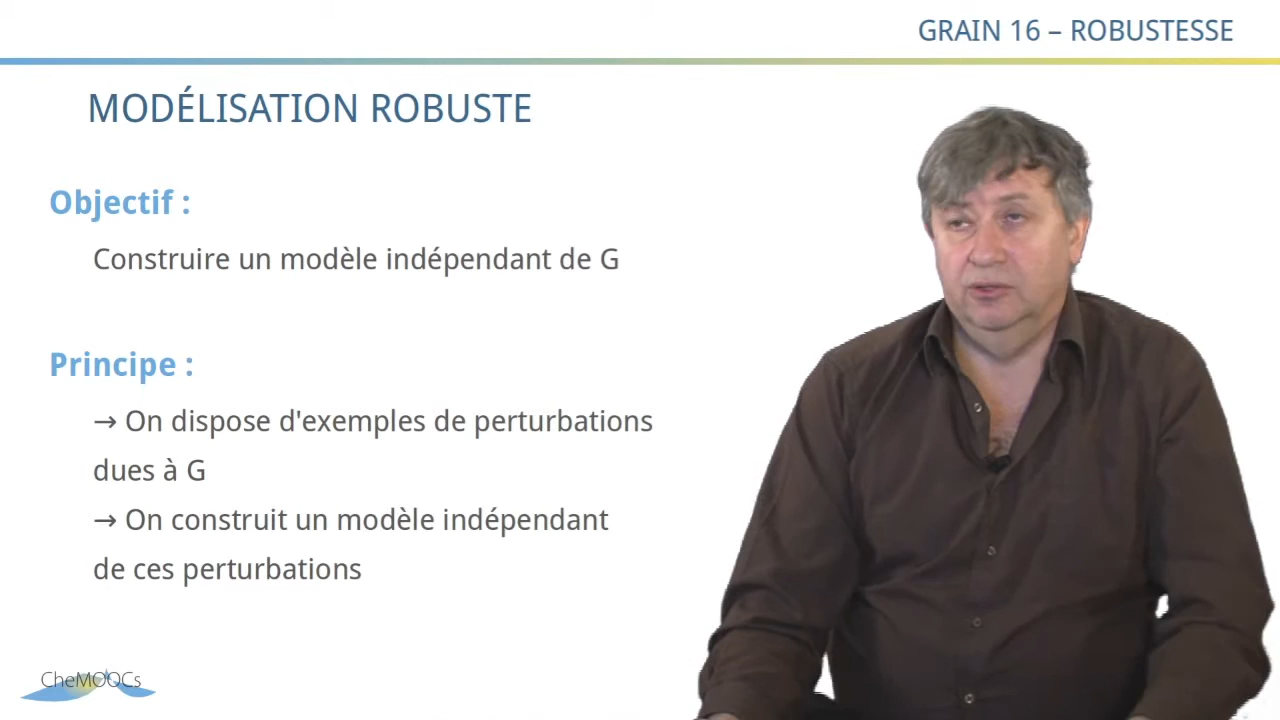 GRAIN 16 – ROBUSTESSE
MODÉLISATION ROBUSTE
Objectif :
Construire un modèle indépendant de G
Principe :
→ On dispose d'exemples de perturbations
dues à G
→ On construit un modèle indépendant
de ces perturbations
CheMOOCs